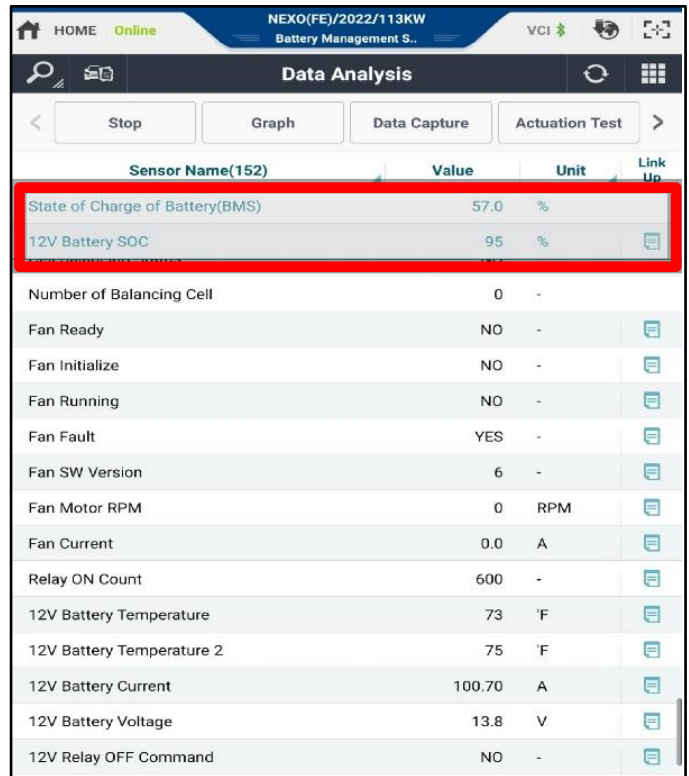 HOME Online
NEXO(FE)/2022/113KW
Battery Management S..
VCI
Data Analysis
< Stop Graph Data Capture Actuation Test >
Sensor Name(152) Value Unit Link Up
State of Charge of Battery(BMS) 57.0 %
12V Battery SOC 95 %
Number of Balancing Cell 0 -
Fan Ready NO -
Fan Initialize NO -
Fan Running NO -
Fan Fault YES -
Fan SW Version 6 -
Fan Motor RPM 0 RPM
Fan Current 0.0 A
Relay ON Count 600 -
12V Battery Temperature 73 'F
12V Battery Temperature 2 75 'F
12V Battery Current 100.70 A
12V Battery Voltage 13.8 V
12V Relay OFF Command NO -